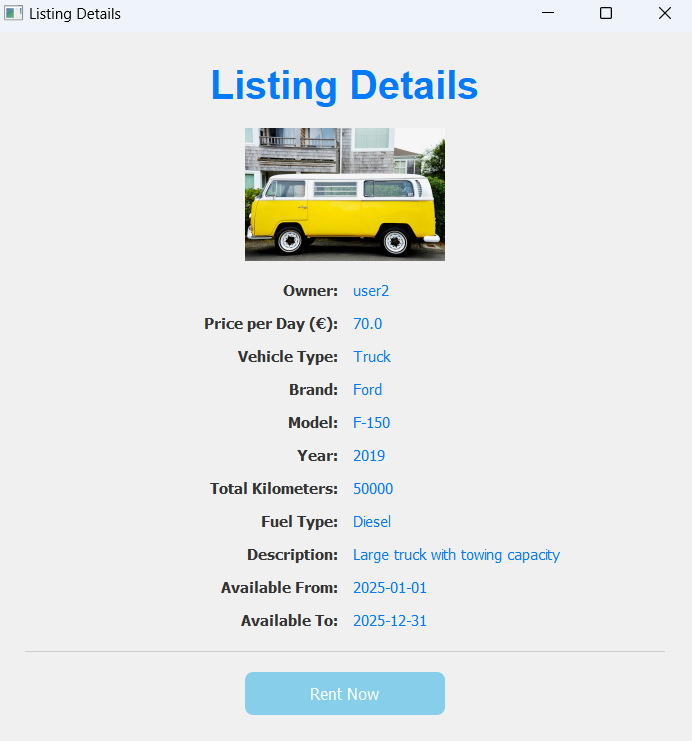 Listing Details
Listing Details
Owner: user2
Price per Day (€): 70.0
Vehicle Type: Truck
Brand: Ford
Model: F-150
Year: 2019
Total Kilometers: 50000
Fuel Type: Diesel
Description: Large truck with towing capacity
Available From: 2025-01-01
Available To: 2025-12-31
Rent Now